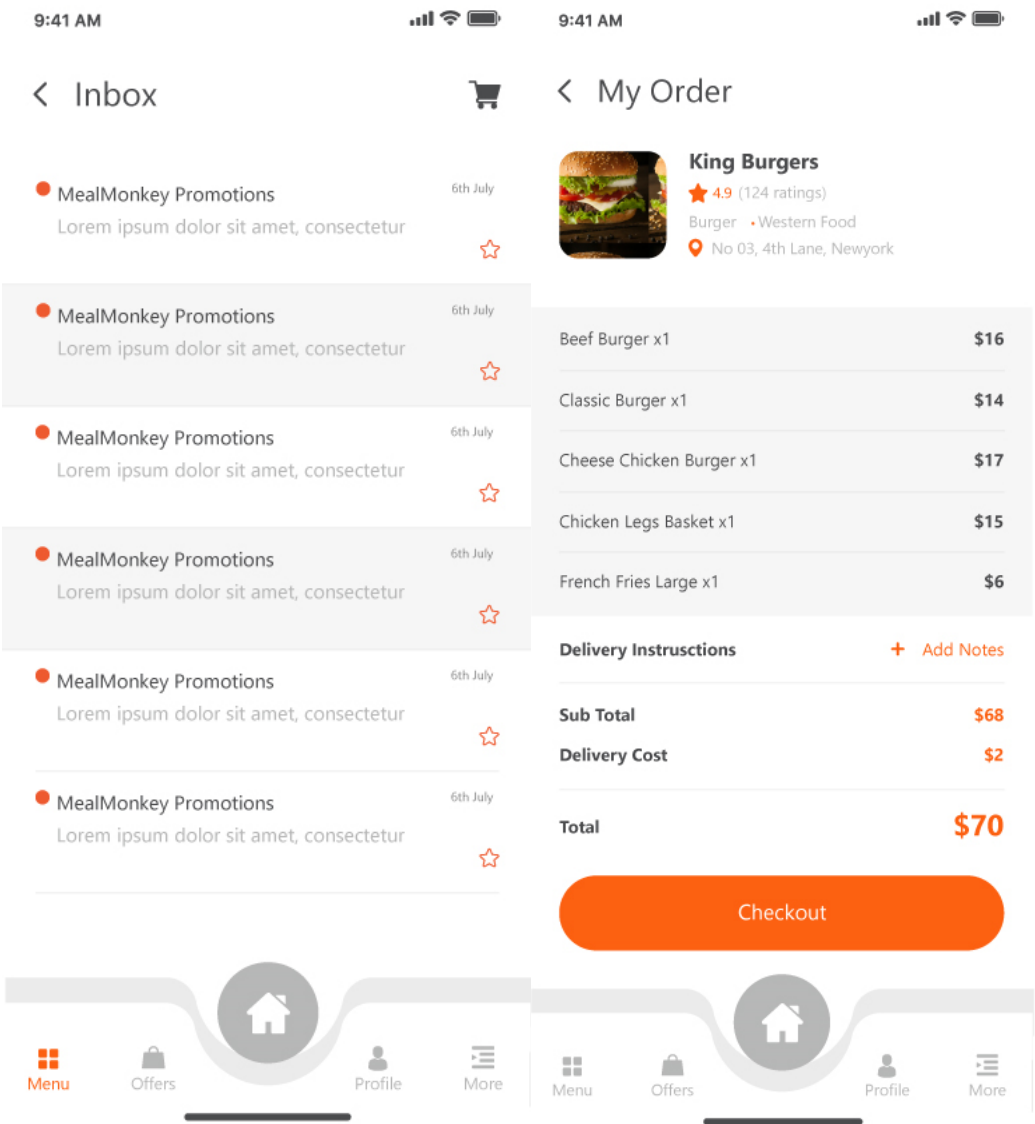 9:41 AM
Inbox
MealMonkey Promotions
6th July
Lorem ipsum dolor sit amet, consectetur
MealMonkey Promotions
6th July
Lorem ipsum dolor sit amet, consectetur
MealMonkey Promotions
6th July
Lorem ipsum dolor sit amet, consectetur
MealMonkey Promotions
6th July
Lorem ipsum dolor sit amet, consectetur
MealMonkey Promotions
6th July
Lorem ipsum dolor sit amet, consectetur
MealMonkey Promotions
6th July
Lorem ipsum dolor sit amet, consectetur
Menu
Offers
Profile
More
9:41 AM
My Order
King Burgers
4.9 (124 ratings)
Burger • Western Food
No 03, 4th Lane, Newyork
Beef Burger x1 $16
Classic Burger x1 $14
Cheese Chicken Burger x1 $17
Chicken Legs Basket x1 $15
French Fries Large x1 $6
Delivery Instrusctions + Add Notes
Sub Total $68
Delivery Cost $2
Total $70
Checkout
Menu
Offers
Profile
More